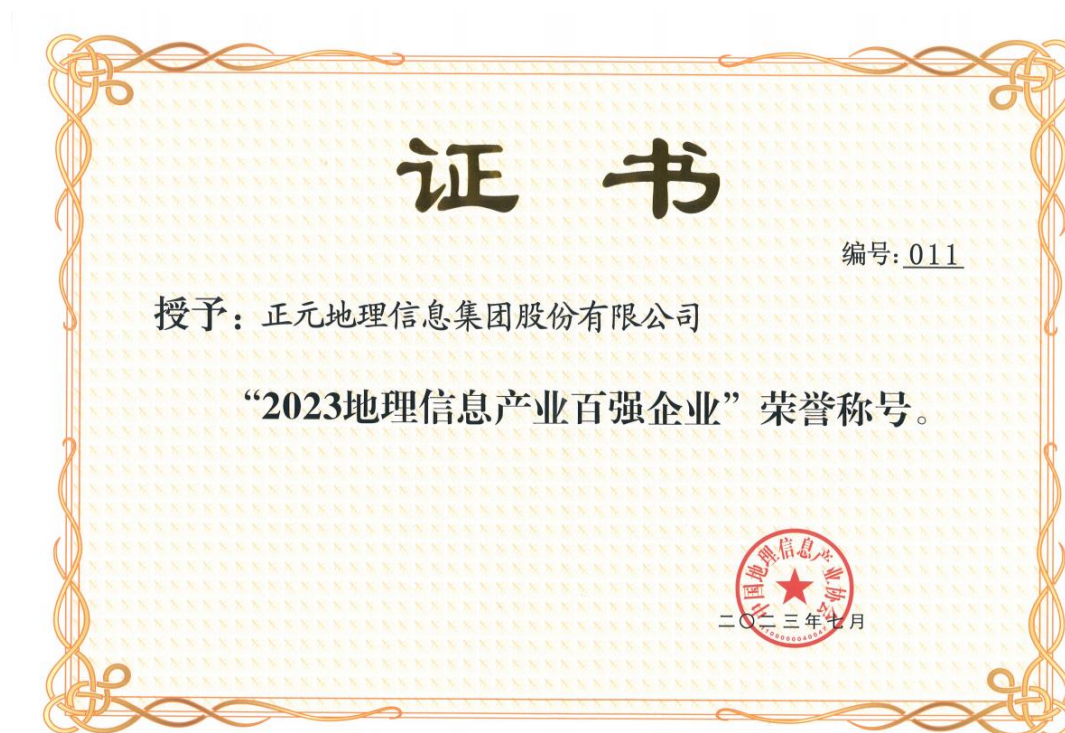 证 书
编号:011
授予：正元地理信息集团股份有限公司
“2023地理信息产业百强企业”荣誉称号。
中国地理信息产业协会
二〇二三年七月